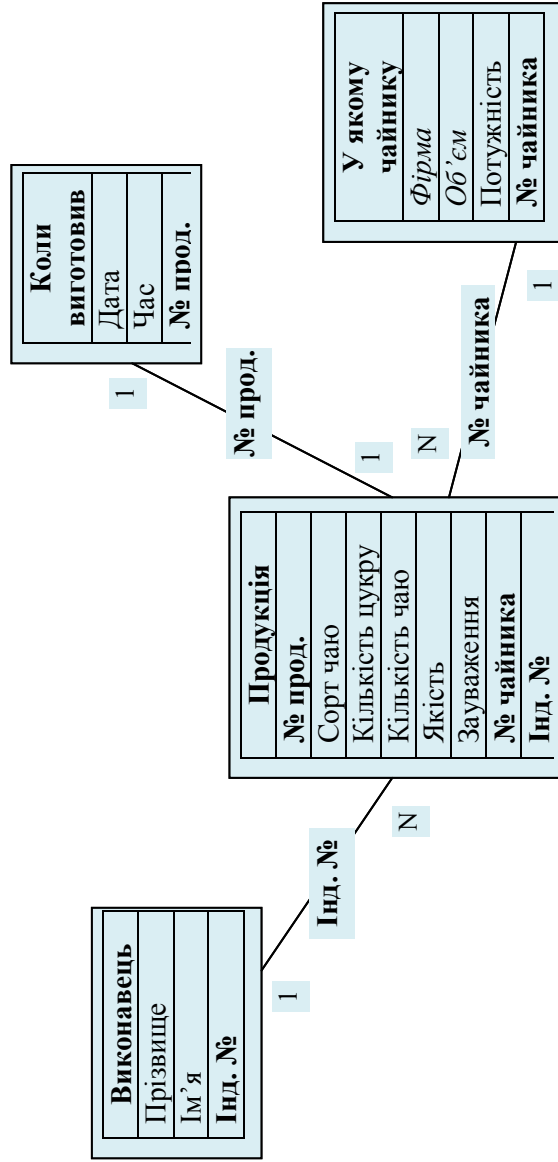 Виконавець
Прізвище
Ім’я
Інд. №
1
Інд. №
N
Продукція
№ прод.
Сорт чаю
Кількість цукру
Кількість чаю
Якість
Зауваження
№ чайника
Інд. №
1
№ прод.
1
Коли
виготовив
Дата
Час
№ прод.
N
№ чайника
1
У якому
чайнику
Фірма
Об’єм
Потужність
№ чайника